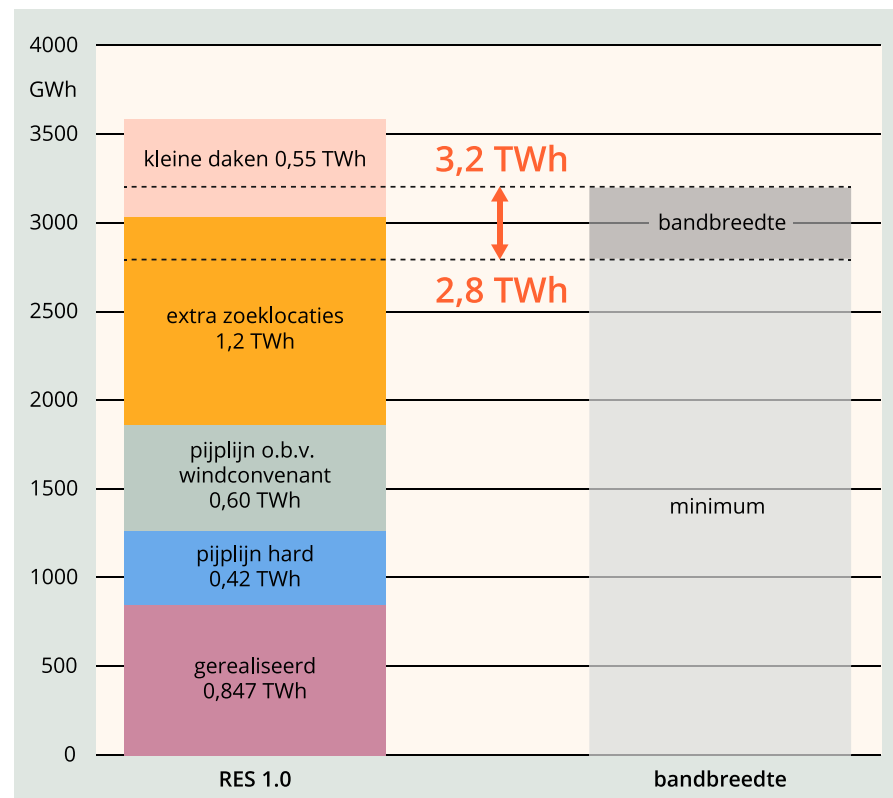 4000
GWh
3500
3000
2500
2000
1500
1000
500
0
kleine daken 0,55 TWh
extra zoeklocaties
1,2 TWh
pijplijn o.b.v.
windconvenant
0,60 TWh
pijplijn hard
0,42 TWh
gerealiseerd
0,847 TWh
3,2 TWh
2,8 TWh
bandbreedte
minimum
RES 1.0
bandbreedte